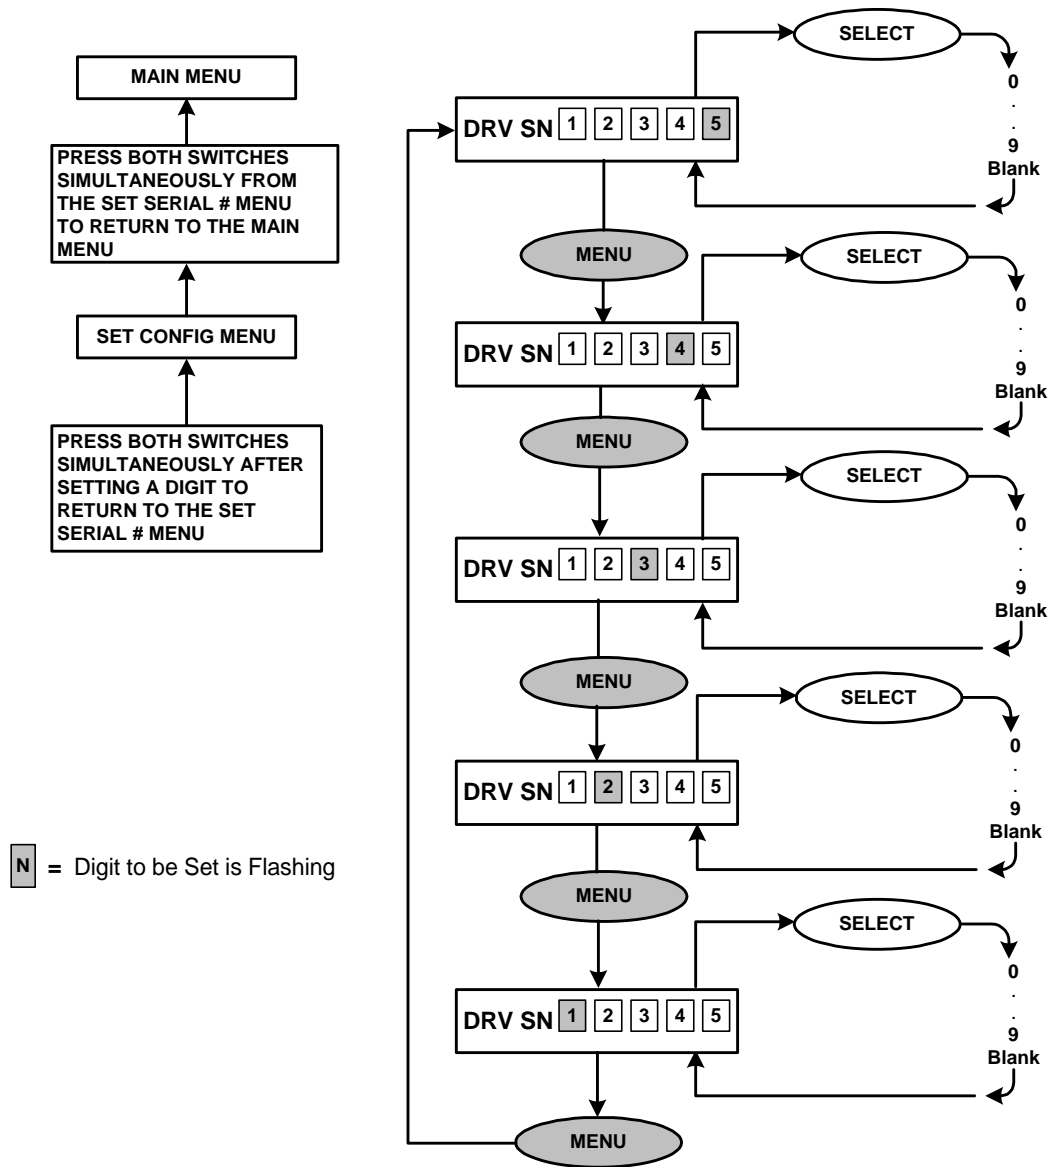 MAIN MENU
PRESS BOTH SWITCHES
SIMULTANEOUSLY FROM
THE SET SERIAL # MENU
TO RETURN TO THE MAIN
MENU
SET CONFIG MENU
PRESS BOTH SWITCHES
SIMULTANEOUSLY AFTER
SETTING A DIGIT TO
RETURN TO THE SET
SERIAL # MENU
N = Digit to be Set is Flashing
SELECT
0
.
.
9
Blank
DRV SN 1 2 3 4 5
MENU
SELECT
0
.
.
9
Blank
DRV SN 1 2 3 4 5
MENU
SELECT
0
.
.
9
Blank
DRV SN 1 2 3 4 5
MENU
SELECT
0
.
.
9
Blank
DRV SN 1 2 3 4 5
MENU
SELECT
0
.
.
9
Blank
DRV SN 1 2 3 4 5
MENU